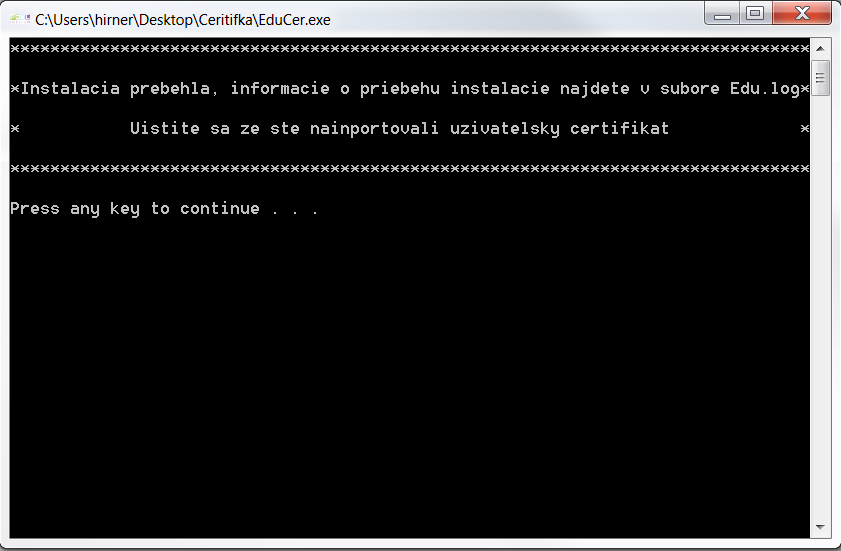 C:\Users\hirner\Desktop\Ceritifka\EduCer.exe
********************************************************************************
*Instalacia prebehla, informacie o priebehu instalacie najdete v subore Edu.log*
*           Uistite sa ze ste nainportovali uzivatelsky certifikat             *
********************************************************************************
Press any key to continue . . .